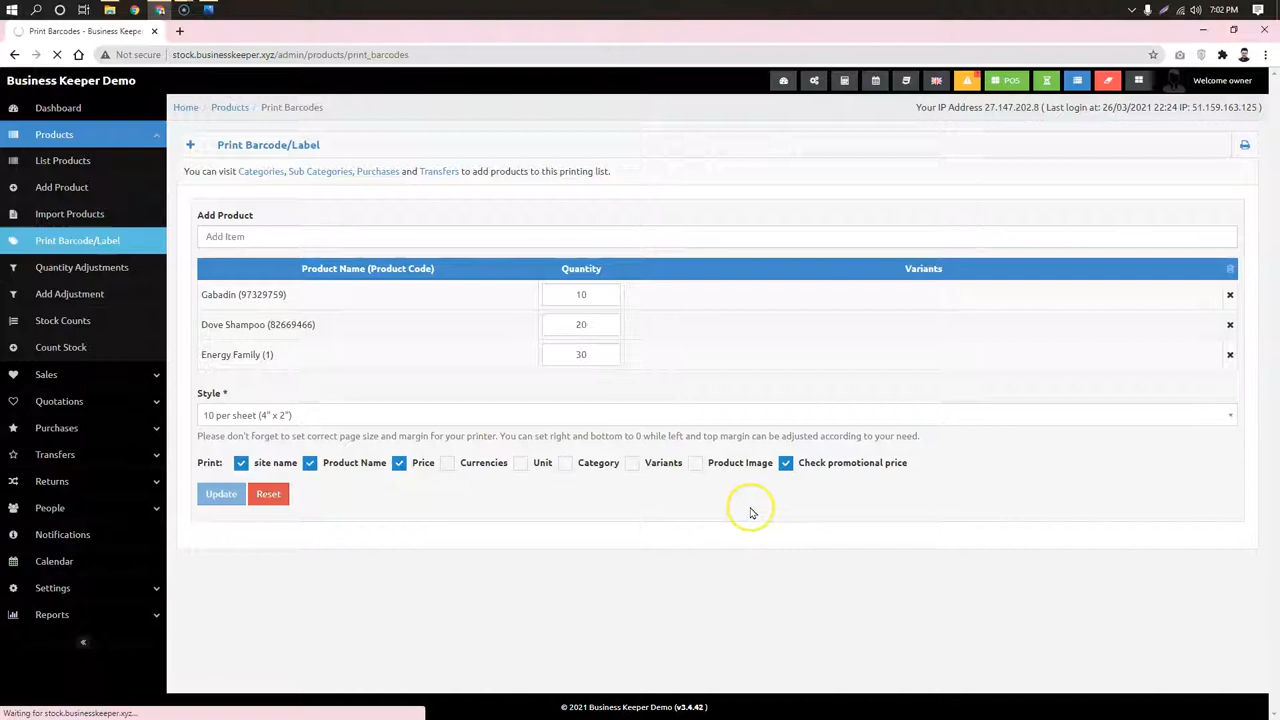 7:02 PM
Print Barcodes - Business Keepe
Not secure
stock.businesskeeper.xyz/admin/products/print_barcodes
Business Keeper Demo
POS
Welcome owner
Dashboard
Products
List Products
Add Product
Import Products
Print Barcode/Label
Quantity Adjustments
Add Adjustment
Stock Counts
Count Stock
Sales
Quotations
Purchases
Transfers
Returns
People
Notifications
Calendar
Settings
Reports
Home / Products / Print Barcodes
Your IP Address 27.147.202.8 ( Last login at: 26/03/2021 22:24 IP: 51.159.163.125 )
Print Barcode/Label
You can visit Categories, Sub Categories, Purchases and Transfers to add products to this printing list.
Add Product
Add Item
Product Name (Product Code) Quantity Variants
Gabadin (97329759) 10
Dove Shampoo (82669466) 20
Energy Family (1) 30
Style *
10 per sheet (4" x 2")
Please don't forget to set correct page size and margin for your printer. You can set right and bottom to 0 while left and top margin can be adjusted according to your need.
Print: site name Product Name Price Currencies Unit Category Variants Product Image Check promotional price
Update Reset
© 2021 Business Keeper Demo (v3.4.42 )
Waiting for stock.businesskeeper.xyz...